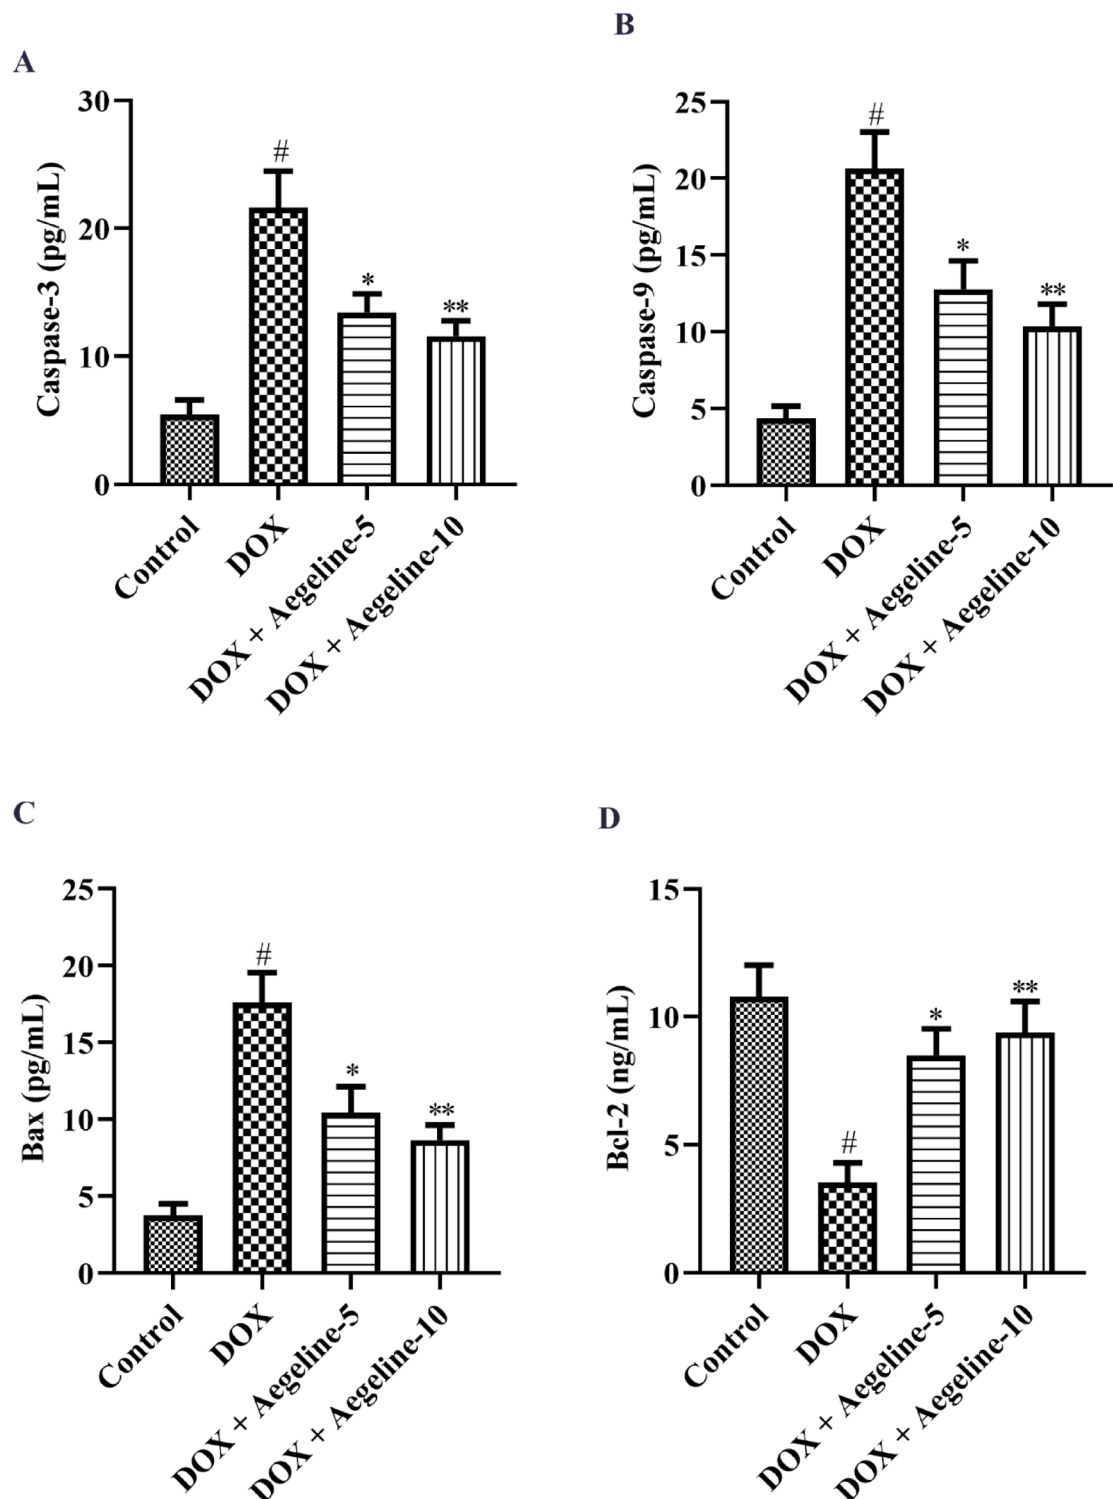 A
Caspase-3 (pg/mL)
30
20
10
0
#
*
**
Control
DOX
DOX + Aegeline-5
DOX + Aegeline-10
B
Caspase-9 (pg/mL)
25
20
15
10
5
0
#
*
**
Control
DOX
DOX + Aegeline-5
DOX + Aegeline-10
C
Bax (pg/mL)
25
20
15
10
5
0
#
*
**
Control
DOX
DOX + Aegeline-5
DOX + Aegeline-10
D
Bcl-2 (ng/mL)
15
10
5
0
#
*
**
Control
DOX
DOX + Aegeline-5
DOX + Aegeline-10